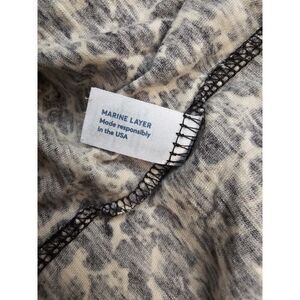 MARINE LAYER
Made responsibly
in the USA